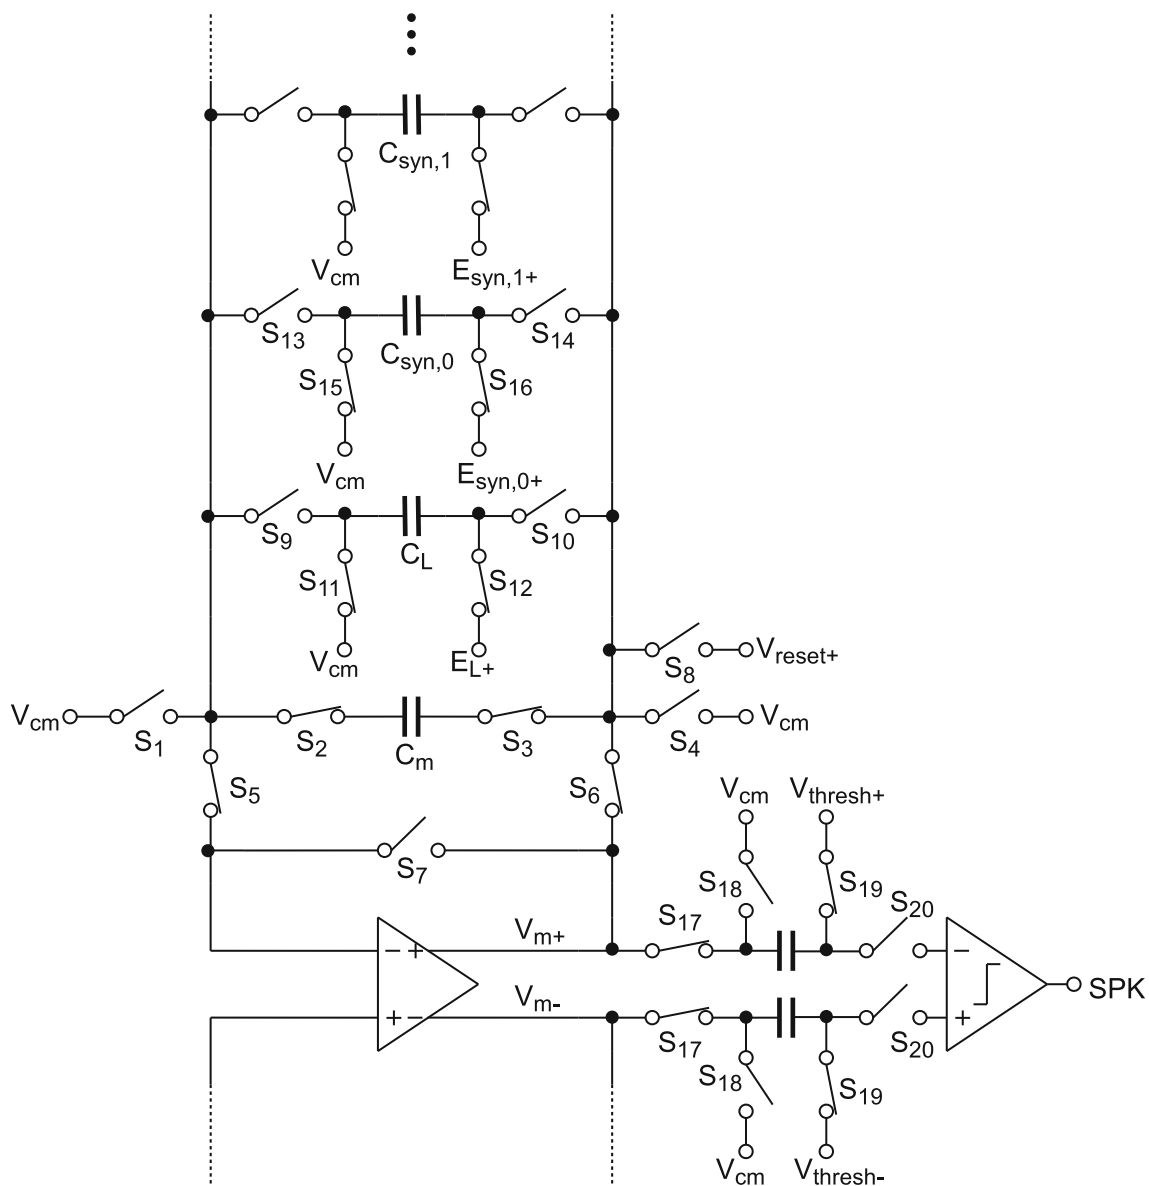 C_syn,1
V_cm E_syn,1+
S_13 S_14
C_syn,0
S_15 S_16
V_cm E_syn,0+
S_9 S_10
C_L
S_11 S_12
V_cm E_L+
S_8 V_reset+
V_cm S_1 S_2 C_m S_3 S_4 V_cm
S_5 S_6
V_cm V_thresh+
S_7
S_18 S_19
V_m+ S_17 S_20
− + −
SPK
V_m-
+ − +
S_17 S_20
S_18 S_19
V_cm V_thresh-